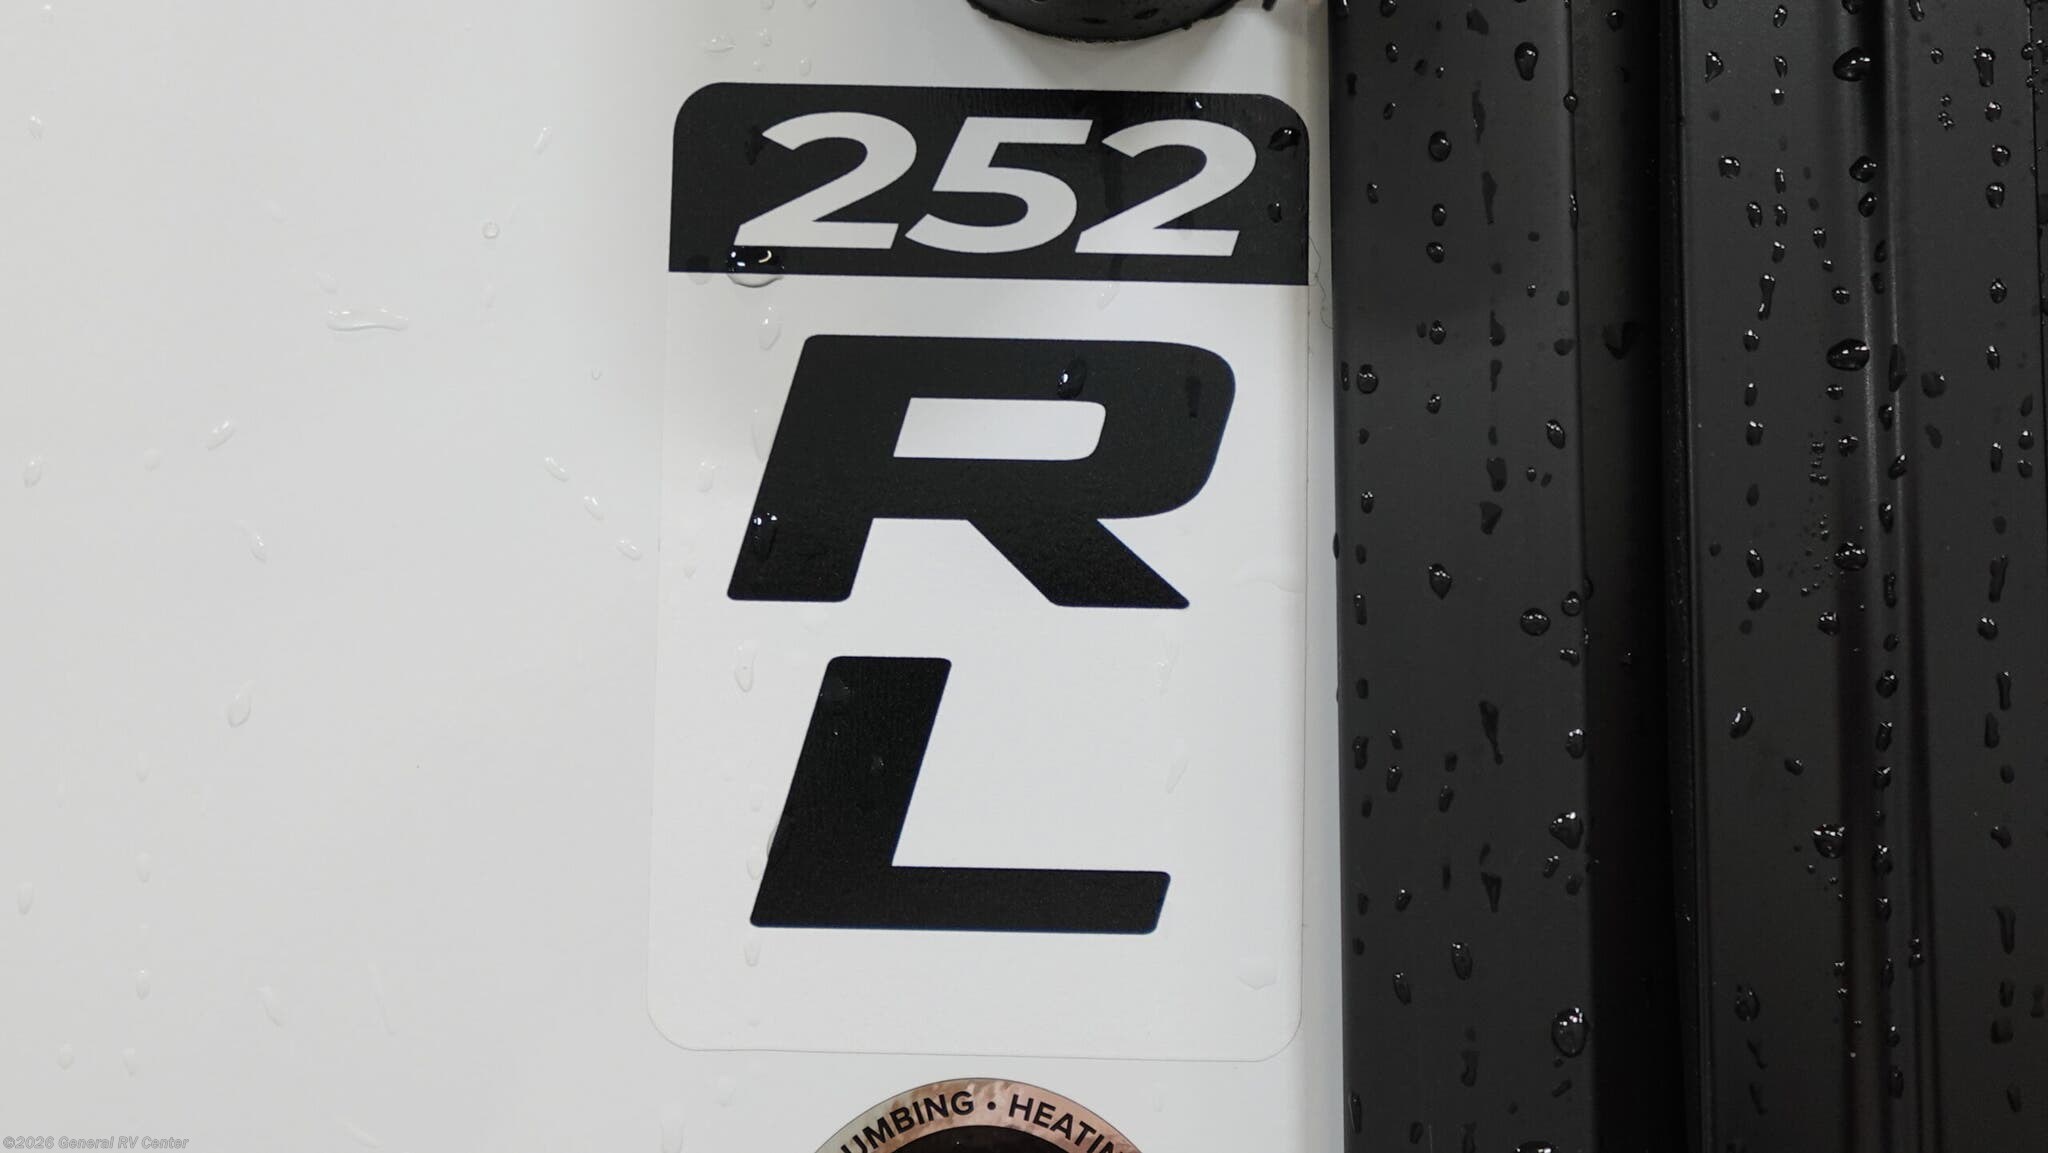 252
R
L
UMBING • HEATIN
©2026 General RV Center